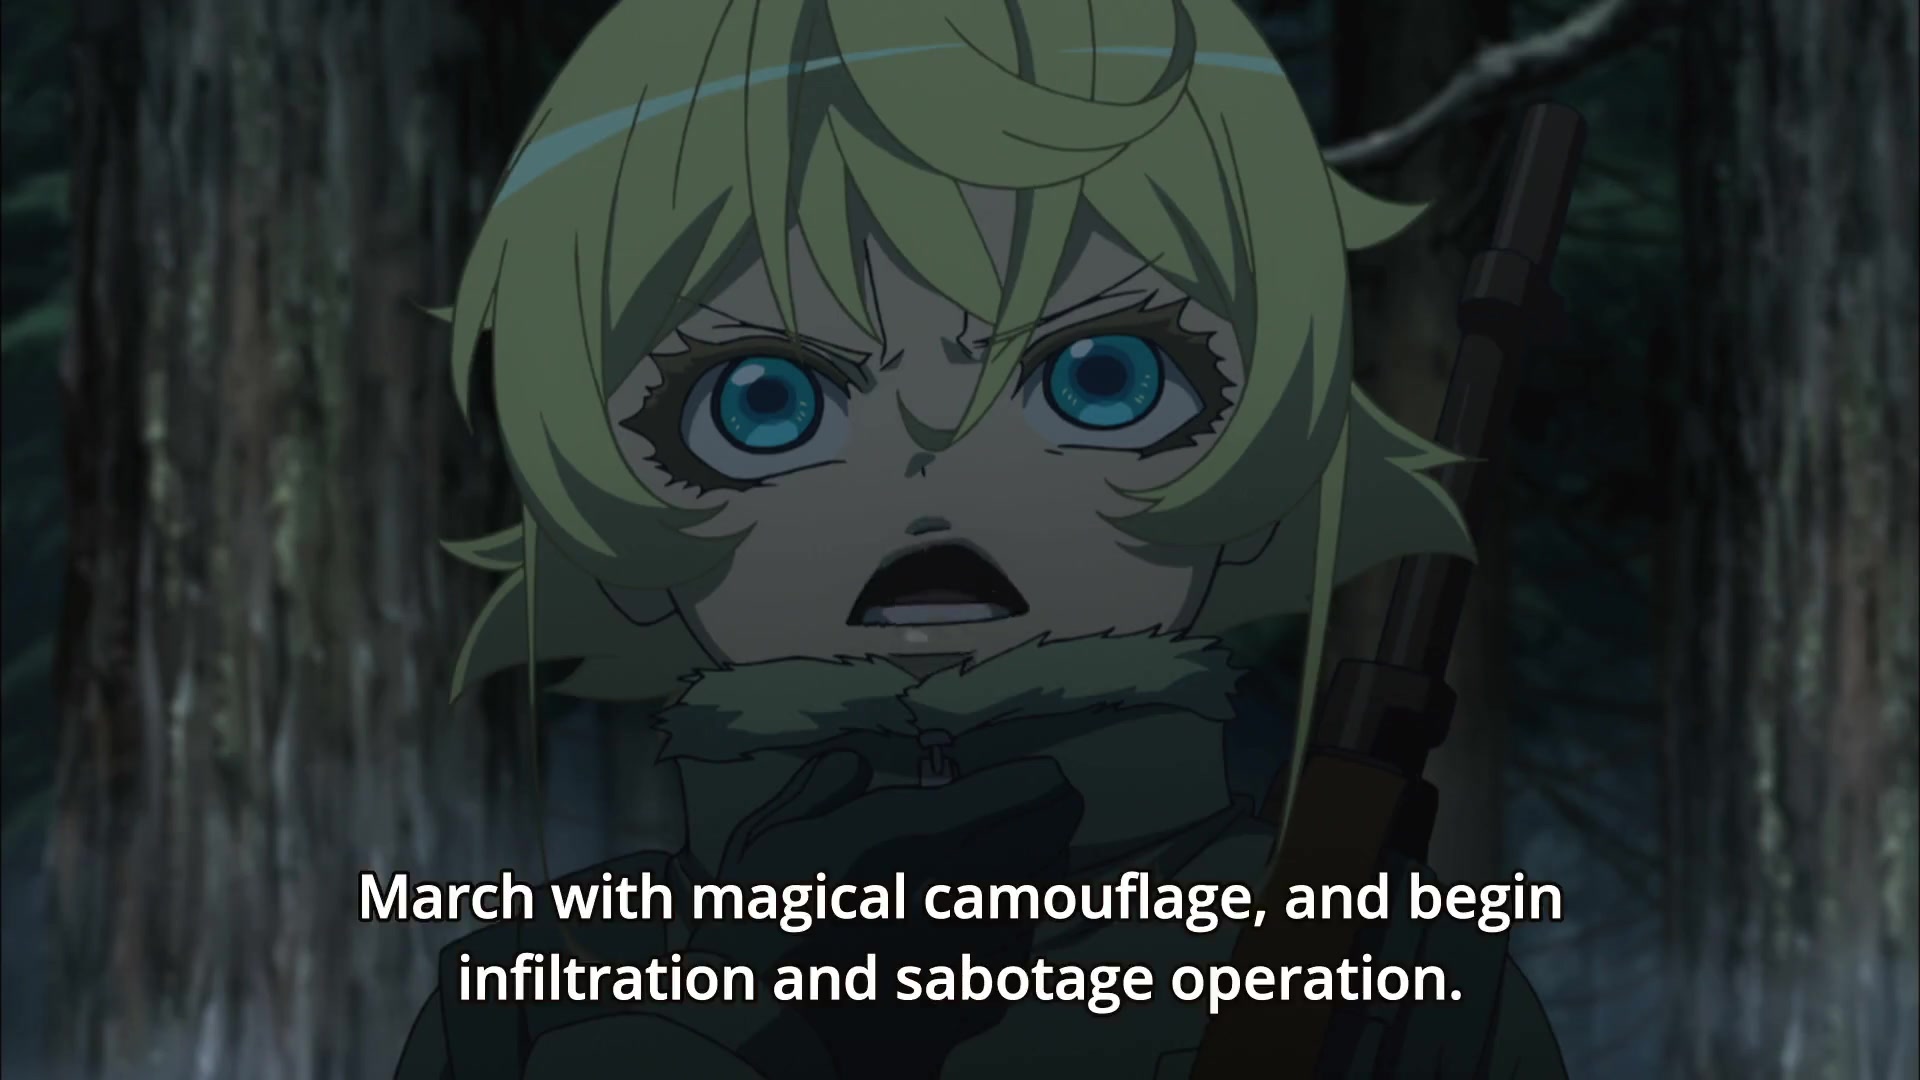 March with magical camouflage, and begin
infiltration and sabotage operation.